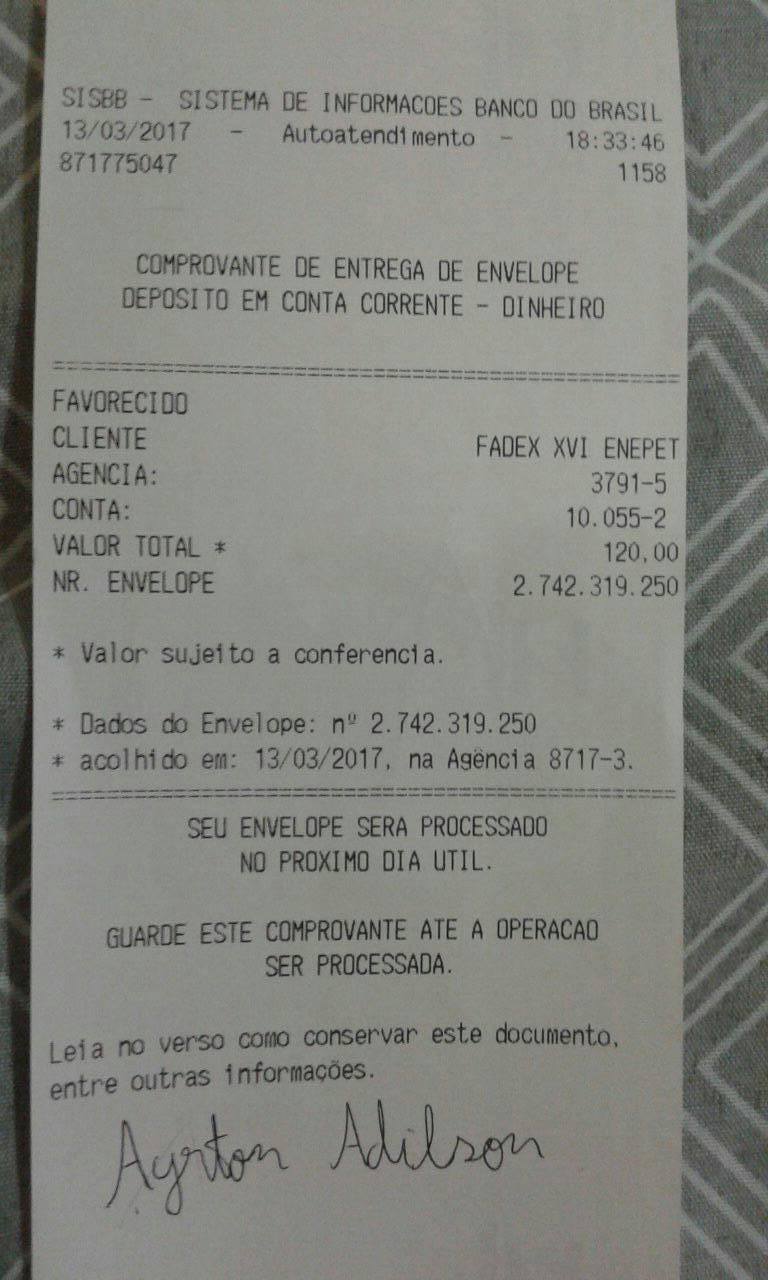 SISBB - SISTEMA DE INFORMACOES BANCO DO BRASIL
13/03/2017 - Autoatendimento - 18:33:46
871775047 1158
COMPROVANTE DE ENTREGA DE ENVELOPE
DEPOSITO EM CONTA CORRENTE - DINHEIRO
FAVORECIDO
CLIENTE FADEX XVI ENEPET
AGENCIA: 3791-5
CONTA: 10.055-2
VALOR TOTAL * 120,00
NR. ENVELOPE 2.742.319.250
* Valor sujeito a conferencia.
* Dados do Envelope: nº 2.742.319.250
* acolhido em: 13/03/2017, na Agência 8717-3.
SEU ENVELOPE SERA PROCESSADO
NO PROXIMO DIA UTIL.
GUARDE ESTE COMPROVANTE ATE A OPERACAO
SER PROCESSADA.
Leia no verso como conservar este documento,
entre outras informações.
Ayrton Adilson